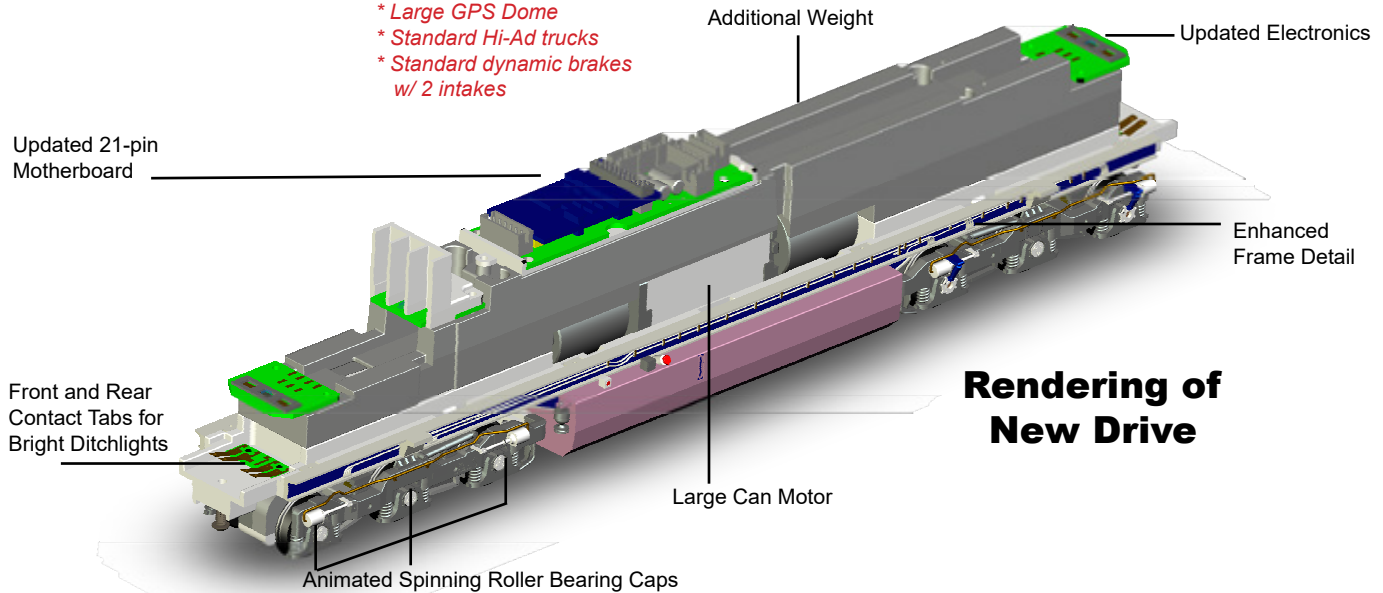 * Large GPS Dome
* Standard Hi-Ad trucks
* Standard dynamic brakes
w/ 2 intakes
Additional Weight
Updated Electronics
Updated 21-pin
Motherboard
Enhanced
Frame Detail
Front and Rear
Contact Tabs for
Bright Ditchlights
Rendering of
New Drive
Large Can Motor
Animated Spinning Roller Bearing Caps